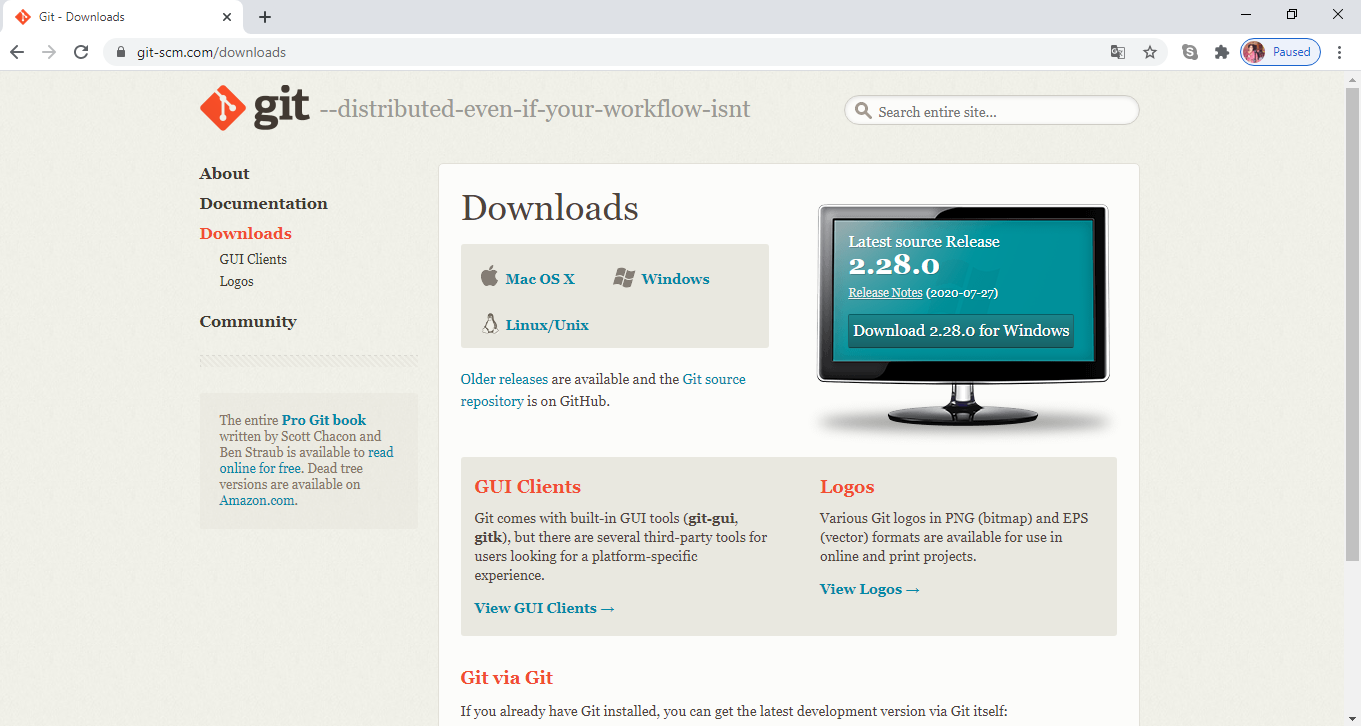 Git - Downloads
git-scm.com/downloads
Paused
git --distributed-even-if-your-workflow-isnt
Search entire site...
About
Documentation
Downloads
GUI Clients
Logos
Community
The entire Pro Git book
written by Scott Chacon and
Ben Straub is available to read
online for free. Dead tree
versions are available on
Amazon.com.
Downloads
Mac OS X
Windows
Linux/Unix
Older releases are available and the Git source
repository is on GitHub.
Latest source Release
2.28.0
Release Notes (2020-07-27)
Download 2.28.0 for Windows
GUI Clients
Git comes with built-in GUI tools (git-gui,
gitk), but there are several third-party tools for
users looking for a platform-specific
experience.
View GUI Clients →
Logos
Various Git logos in PNG (bitmap) and EPS
(vector) formats are available for use in
online and print projects.
View Logos →
Git via Git
If you already have Git installed, you can get the latest development version via Git itself: